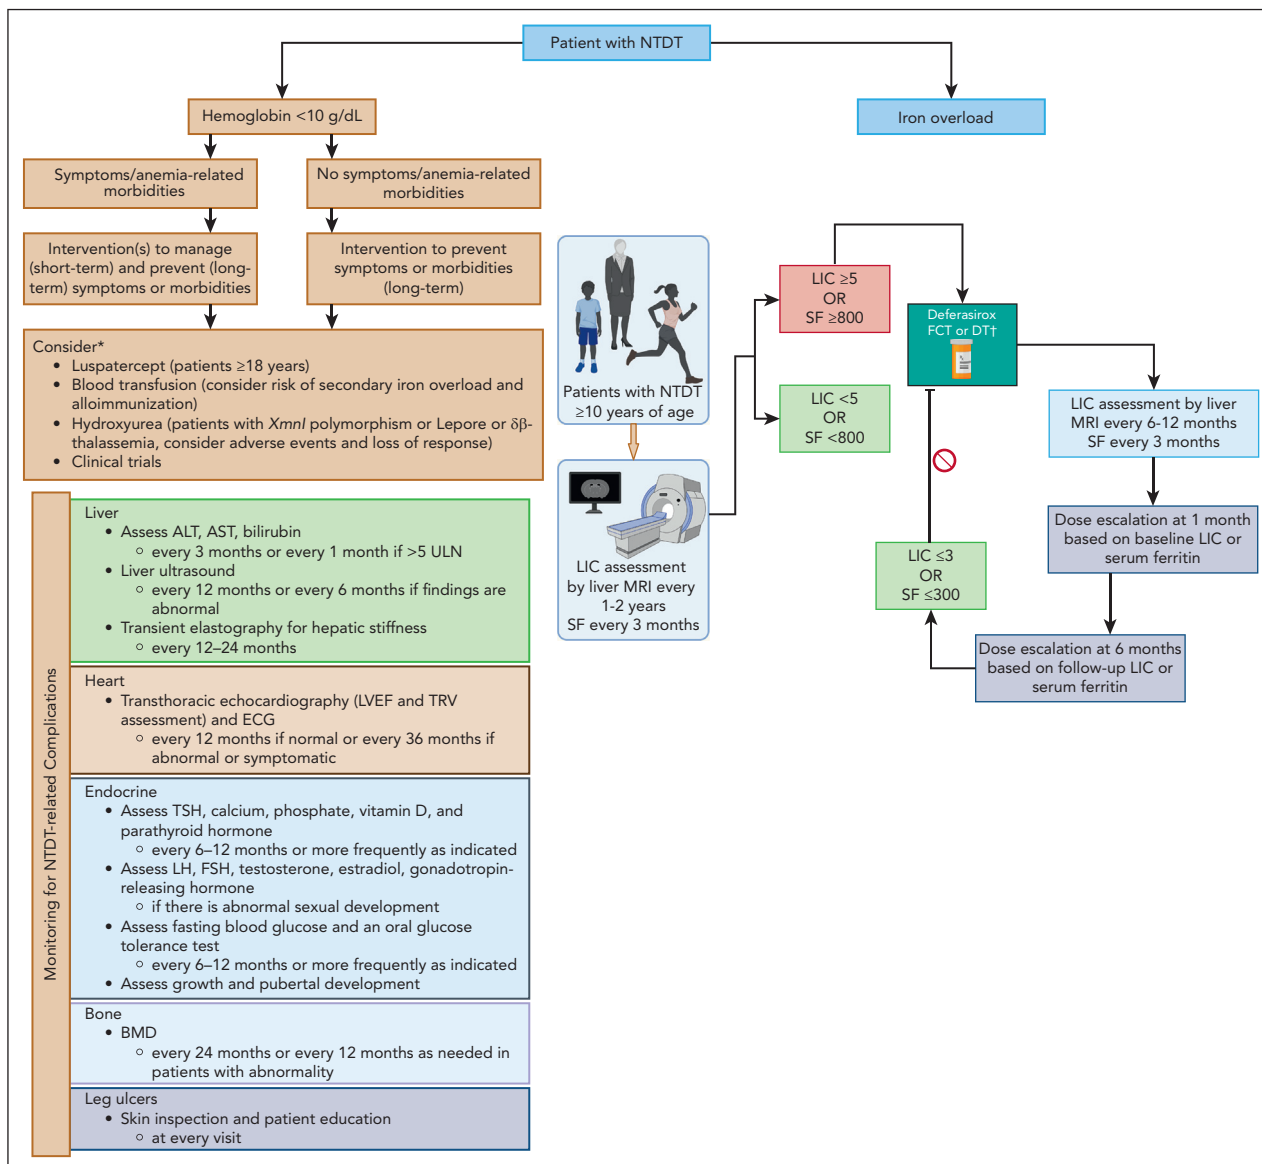 Patient with NTDT
Hemoglobin <10 g/dL
Iron overload
Symptoms/anemia-related
morbidities
No symptoms/anemia-related
morbidities
Intervention(s) to manage
(short-term) and prevent (long-
term) symptoms or morbidities
Intervention to prevent
symptoms or morbidities
(long-term)
Consider*
• Luspatercept (patients ≥18 years)
• Blood transfusion (consider risk of secondary iron overload and
alloimmunization)
• Hydroxyurea (patients with XmnI polymorphism or Lepore or δβ-
thalassemia, consider adverse events and loss of response)
• Clinical trials
Monitoring for NTDT-related Complications
Liver
• Assess ALT, AST, bilirubin
○ every 3 months or every 1 month if >5 ULN
• Liver ultrasound
○ every 12 months or every 6 months if findings are
abnormal
• Transient elastography for hepatic stiffness
○ every 12–24 months
Heart
• Transthoracic echocardiography (LVEF and TRV
assessment) and ECG
○ every 12 months if normal or every 36 months if
abnormal or symptomatic
Endocrine
• Assess TSH, calcium, phosphate, vitamin D, and
parathyroid hormone
○ every 6–12 months or more frequently as indicated
• Assess LH, FSH, testosterone, estradiol, gonadotropin-
releasing hormone
○ if there is abnormal sexual development
• Assess fasting blood glucose and an oral glucose
tolerance test
○ every 6–12 months or more frequently as indicated
• Assess growth and pubertal development
Bone
• BMD
○ every 24 months or every 12 months as needed in
patients with abnormality
Leg ulcers
• Skin inspection and patient education
○ at every visit
Patients with NTDT
≥10 years of age
LIC assessment
by liver MRI every
1-2 years
SF every 3 months
LIC ≥5
OR
SF ≥800
LIC <5
OR
SF <800
Deferasirox
FCT or DT†
LIC assessment by liver
MRI every 6-12 months
SF every 3 months
Dose escalation at 1 month
based on baseline LIC or
serum ferritin
Dose escalation at 6 months
based on follow-up LIC or
serum ferritin
LIC ≤3
OR
SF ≤300